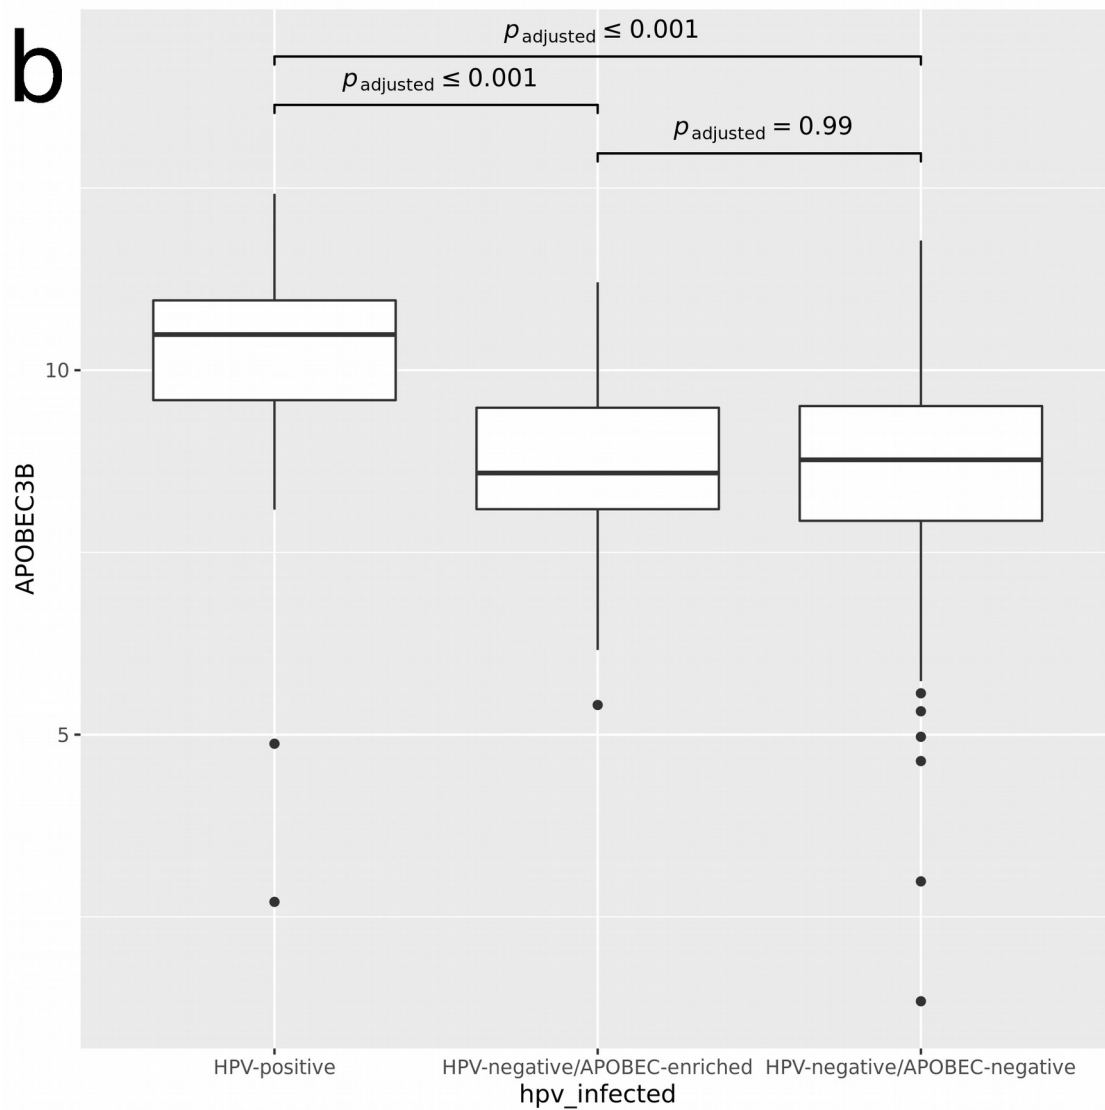 b
p adjusted ≤ 0.001
p adjusted ≤ 0.001
p adjusted = 0.99
10
5
APOBEC3B
HPV-positive HPV-negative/APOBEC-enriched HPV-negative/APOBEC-negative
hpv_infected